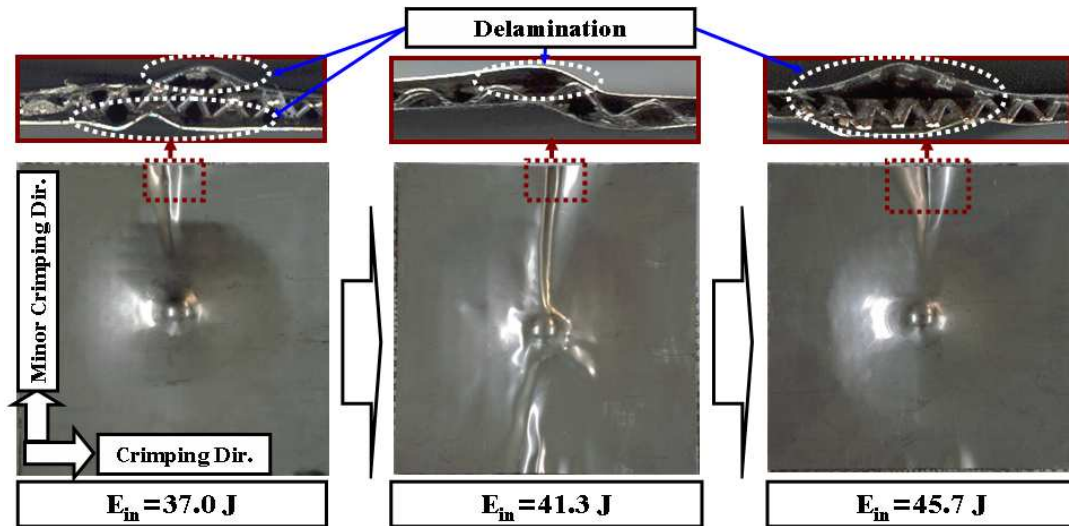 Delamination
Minor Crimping Dir.
Crimping Dir.
E_in=37.0 J
E_in=41.3 J
E_in=45.7 J